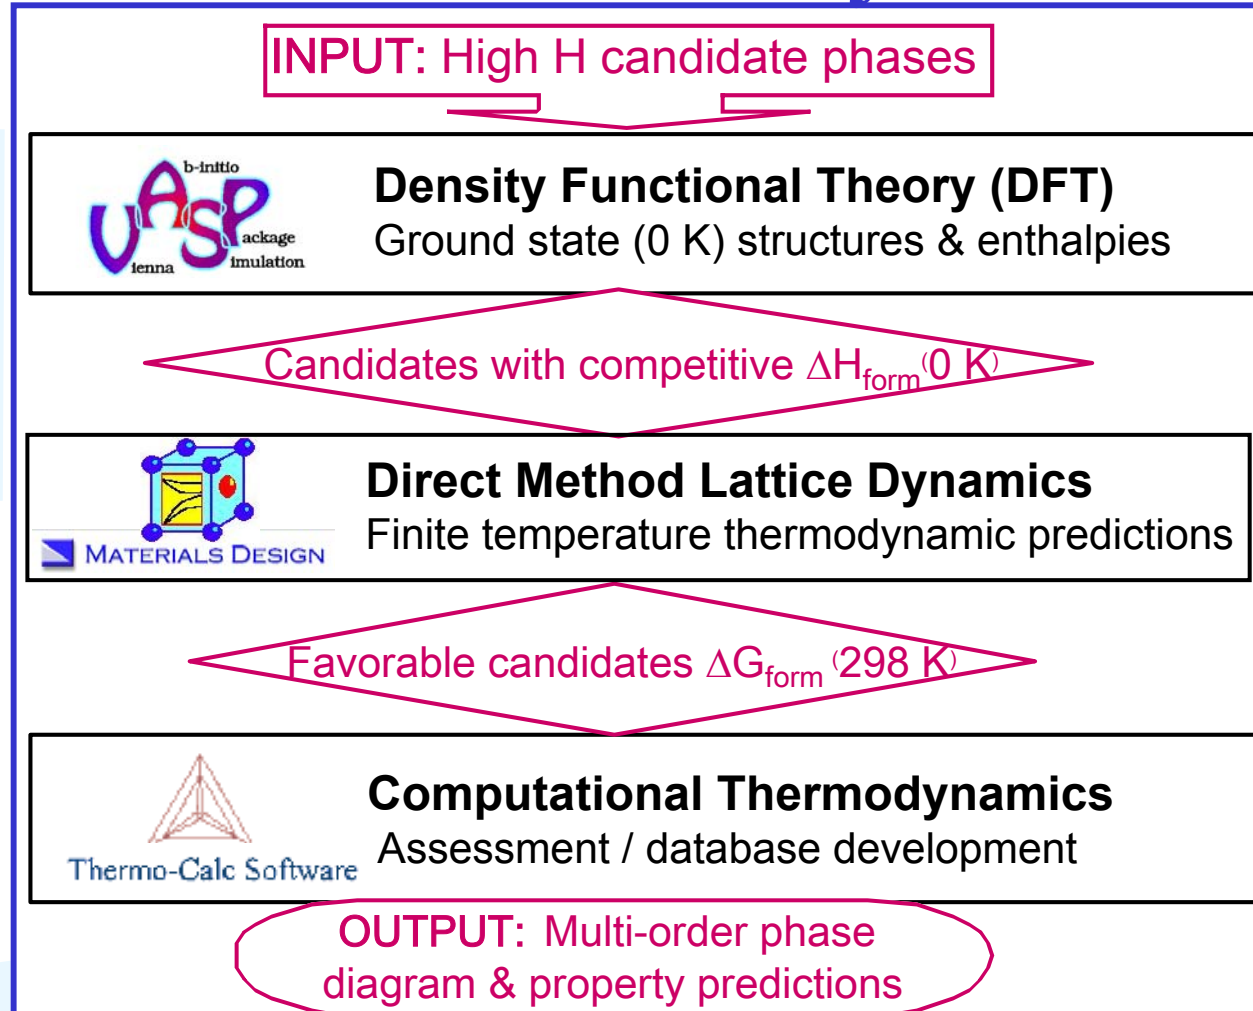 INPUT: High H candidate phases
VASP
b-initio
ackage
ienna
imulation
Density Functional Theory (DFT)
Ground state (0 K) structures & enthalpies
Candidates with competitive ΔHform(0 K)
MATERIALS DESIGN
Direct Method Lattice Dynamics
Finite temperature thermodynamic predictions
Favorable candidates ΔGform (298 K)
Thermo-Calc Software
Computational Thermodynamics
Assessment / database development
OUTPUT: Multi-order phase
diagram & property predictions